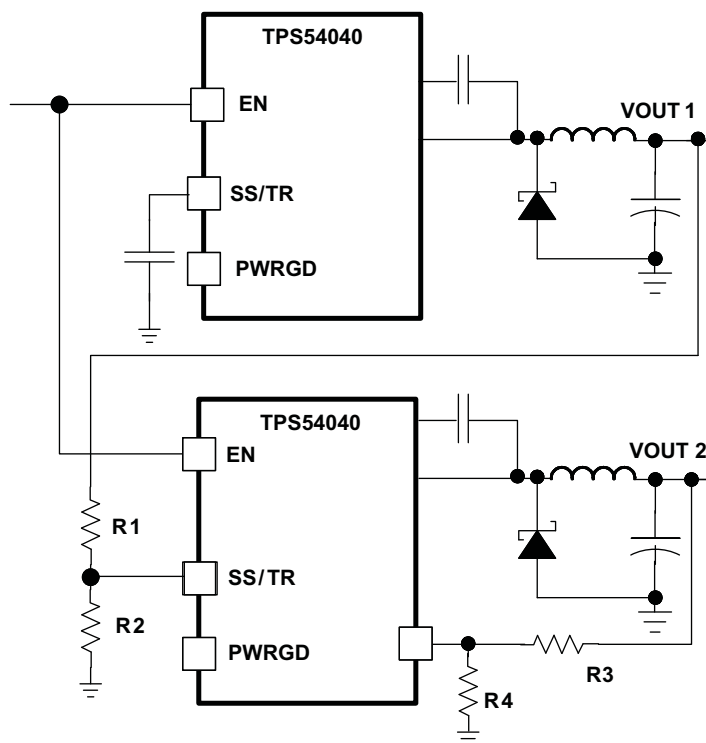 TPS54040
EN
VOUT 1
SS/TR
PWRGD
TPS54040
EN
VOUT 2
R1
SS/TR
R2
PWRGD
R3
R4